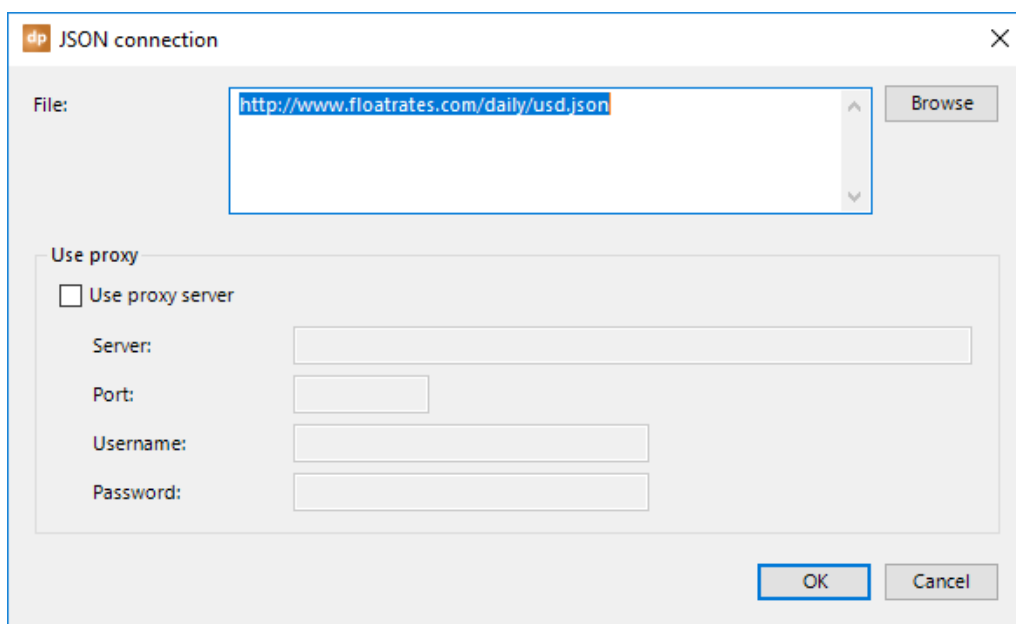 dp JSON connection
File: http://www.floatrates.com/daily/usd.json Browse
Use proxy
Use proxy server
Server:
Port:
Username:
Password:
OK Cancel